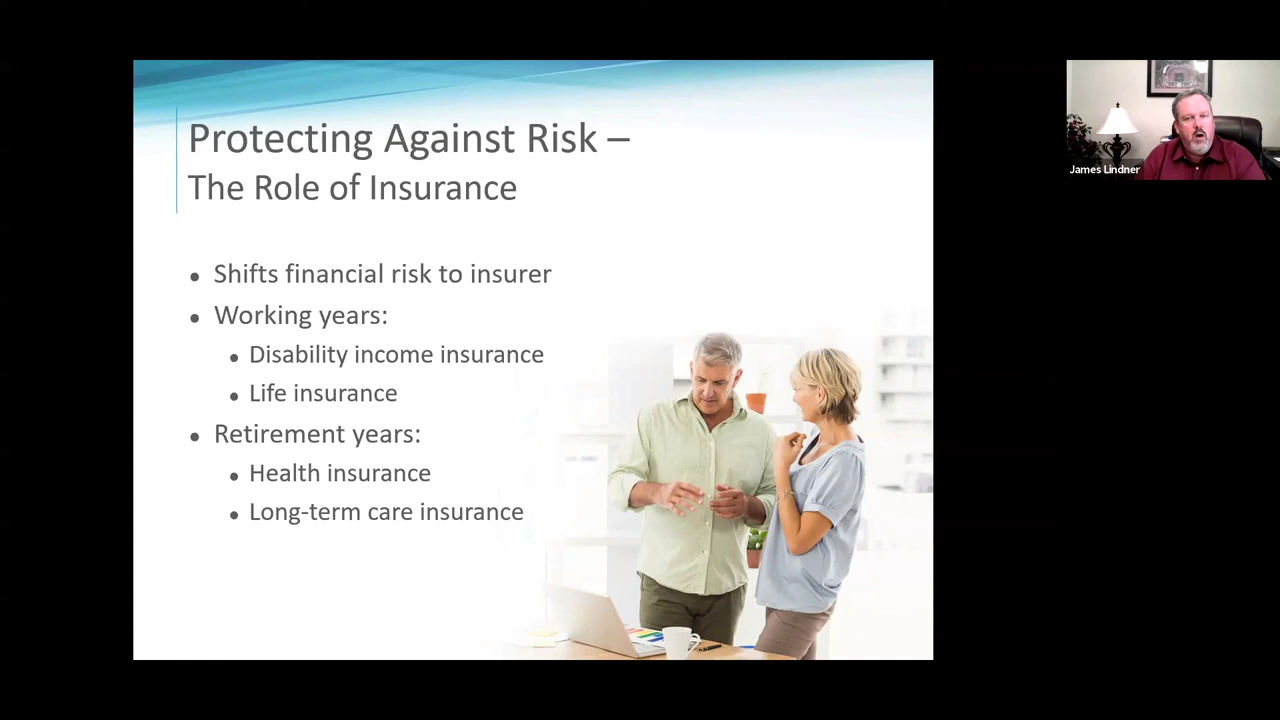 Protecting Against Risk –
The Role of Insurance
• Shifts financial risk to insurer
• Working years:
• Disability income insurance
• Life insurance
• Retirement years:
• Health insurance
• Long-term care insurance
James Lindner